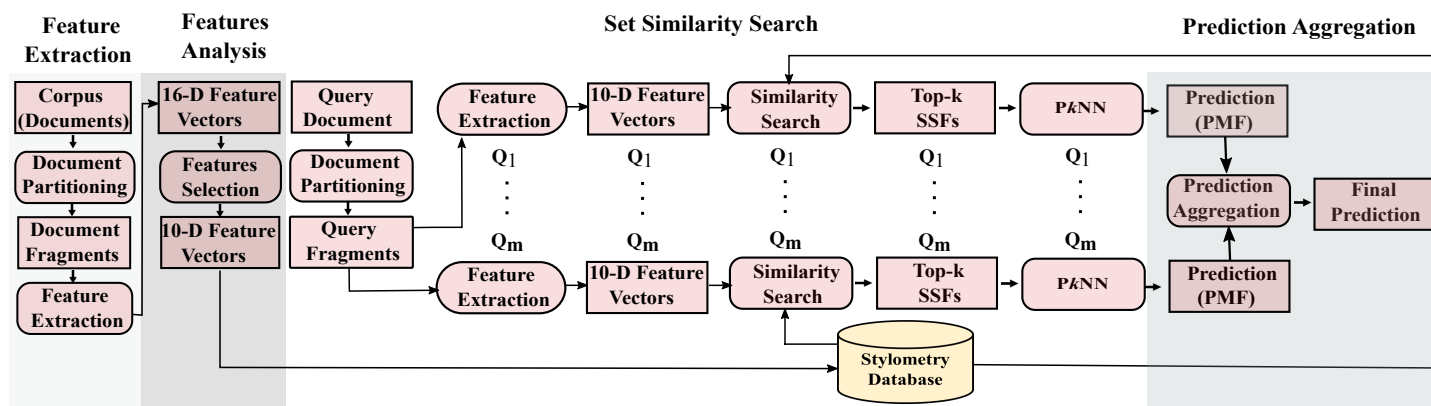 Feature
Extraction
Features
Analysis
Set Similarity Search
Prediction Aggregation
Corpus
(Documents)
Document
Partitioning
Document
Fragments
Feature
Extraction
16-D Feature
Vectors
Features
Selection
10-D Feature
Vectors
Query
Document
Document
Partitioning
Query
Fragments
Feature
Extraction
10-D Feature
Vectors
Similarity
Search
Top-k
SSFs
PkNN
Q1
Q1
Q1
Q1
Q1
Qm
Qm
Qm
Qm
Qm
Feature
Extraction
10-D Feature
Vectors
Similarity
Search
Top-k
SSFs
PkNN
Stylometry
Database
Prediction
(PMF)
Prediction
Aggregation
Final
Prediction
Prediction
(PMF)